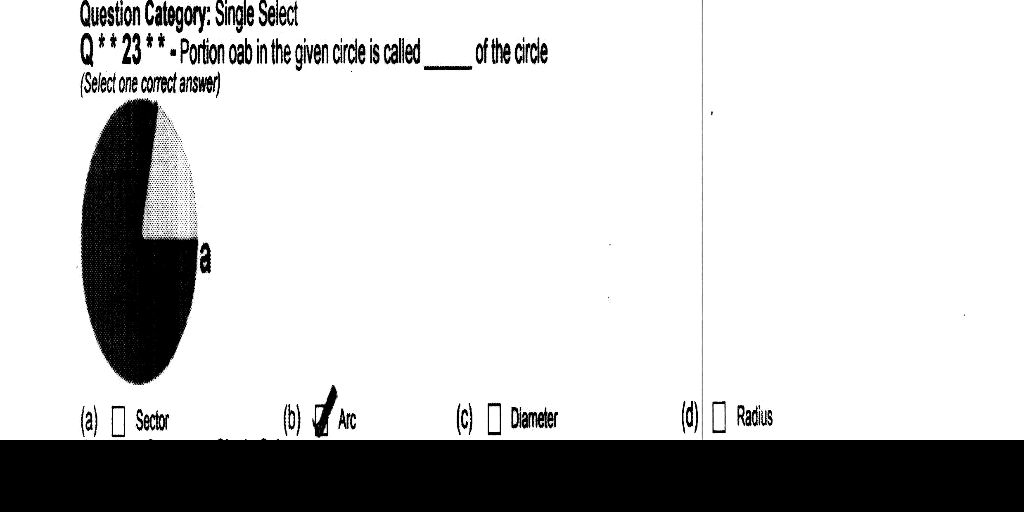 Question Category: Single Select
Q * * 23 * * - Portion oab in the given circle is called _____ of the circle
(Select one correct answer)
a
(a) Sector (b) Arc (c) Diameter (d) Radius